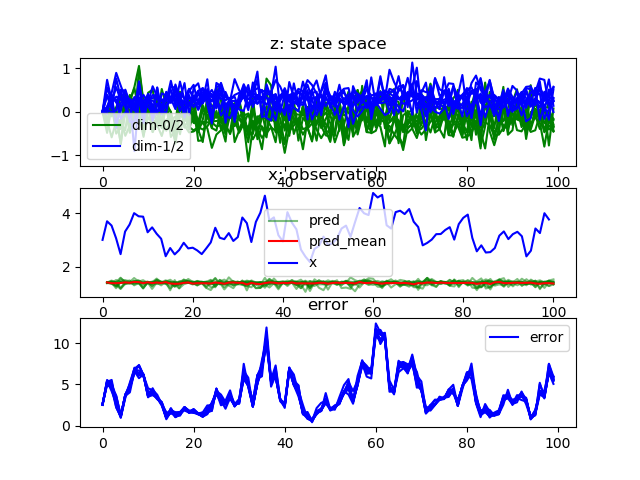 z: state space
1
0
−1
dim-0/2
dim-1/2
0 20 40 60 80 100
x: observation
4
2
pred
pred_mean
x
0 20 40 60 80 100
error
10
5
0
error
0 20 40 60 80 100